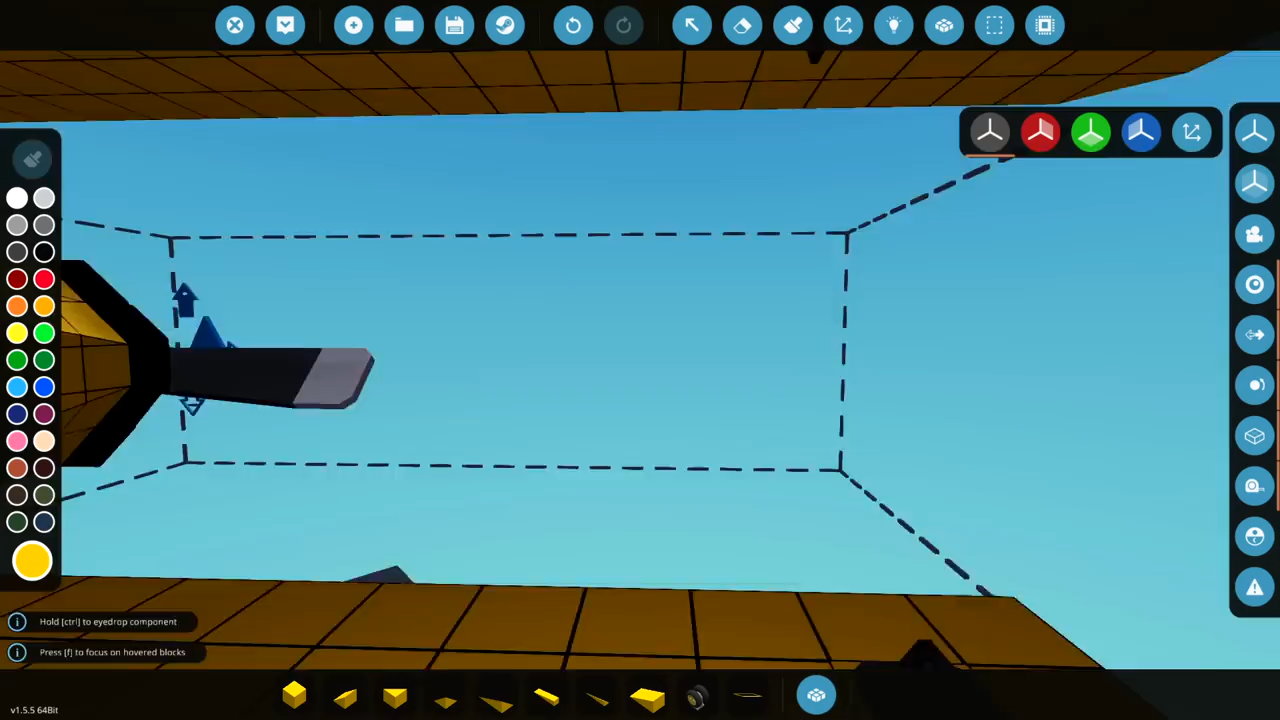 Hold [ctrl] to eyedrop component
Press [f] to focus on hovered blocks
v1.5.5 64Bit